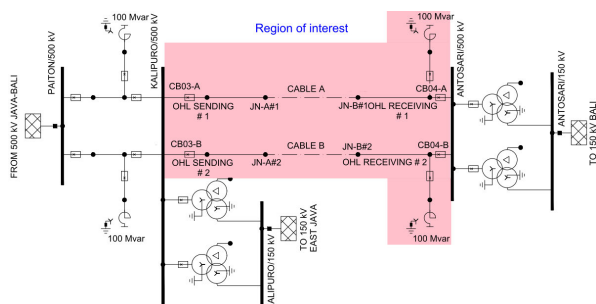 100 Mvar
Region of interest
100 Mvar
PAITON/500 kV
KALIPURO/500 kV
ANTOSARI/500 kV
ANTOSARI/150 kV
CB03-A
CABLE A
CB04-A
OHL SENDING
# 1
JN-A#1
JN-B#1
OHL RECEIVING
# 1
FROM 500 kV JAVA-BALI
TO 150 kV BALI
CB03-B
CABLE B
JN-B#2
CB04-B
OHL SENDING
# 2
JN-A#2
OHL RECEIVING # 2
100 Mvar
100 Mvar
ALIPURO/150 kV
TO 150 kV
EAST JAVA